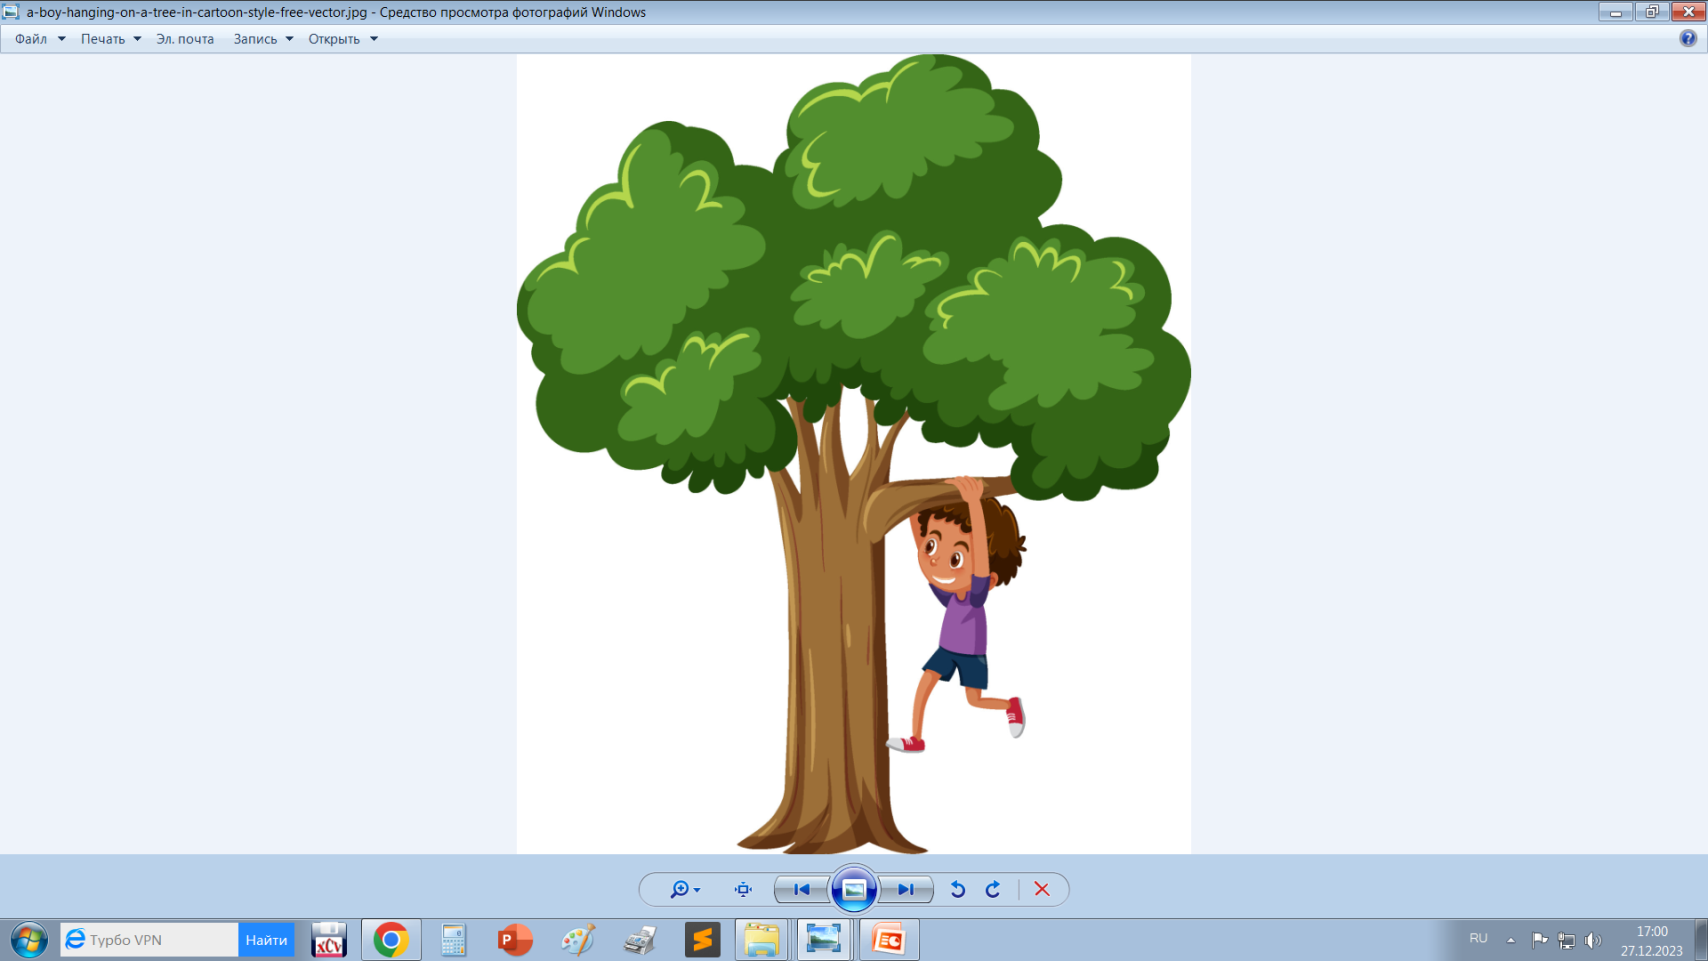 a-boy-hanging-on-a-tree-in-cartoon-style-free-vector.jpg - Средство просмотра фотографий Windows
Файл Печать Эл. почта Запись Открыть
Турбо VPN Найти
xCv
RU
17:00
27.12.2023